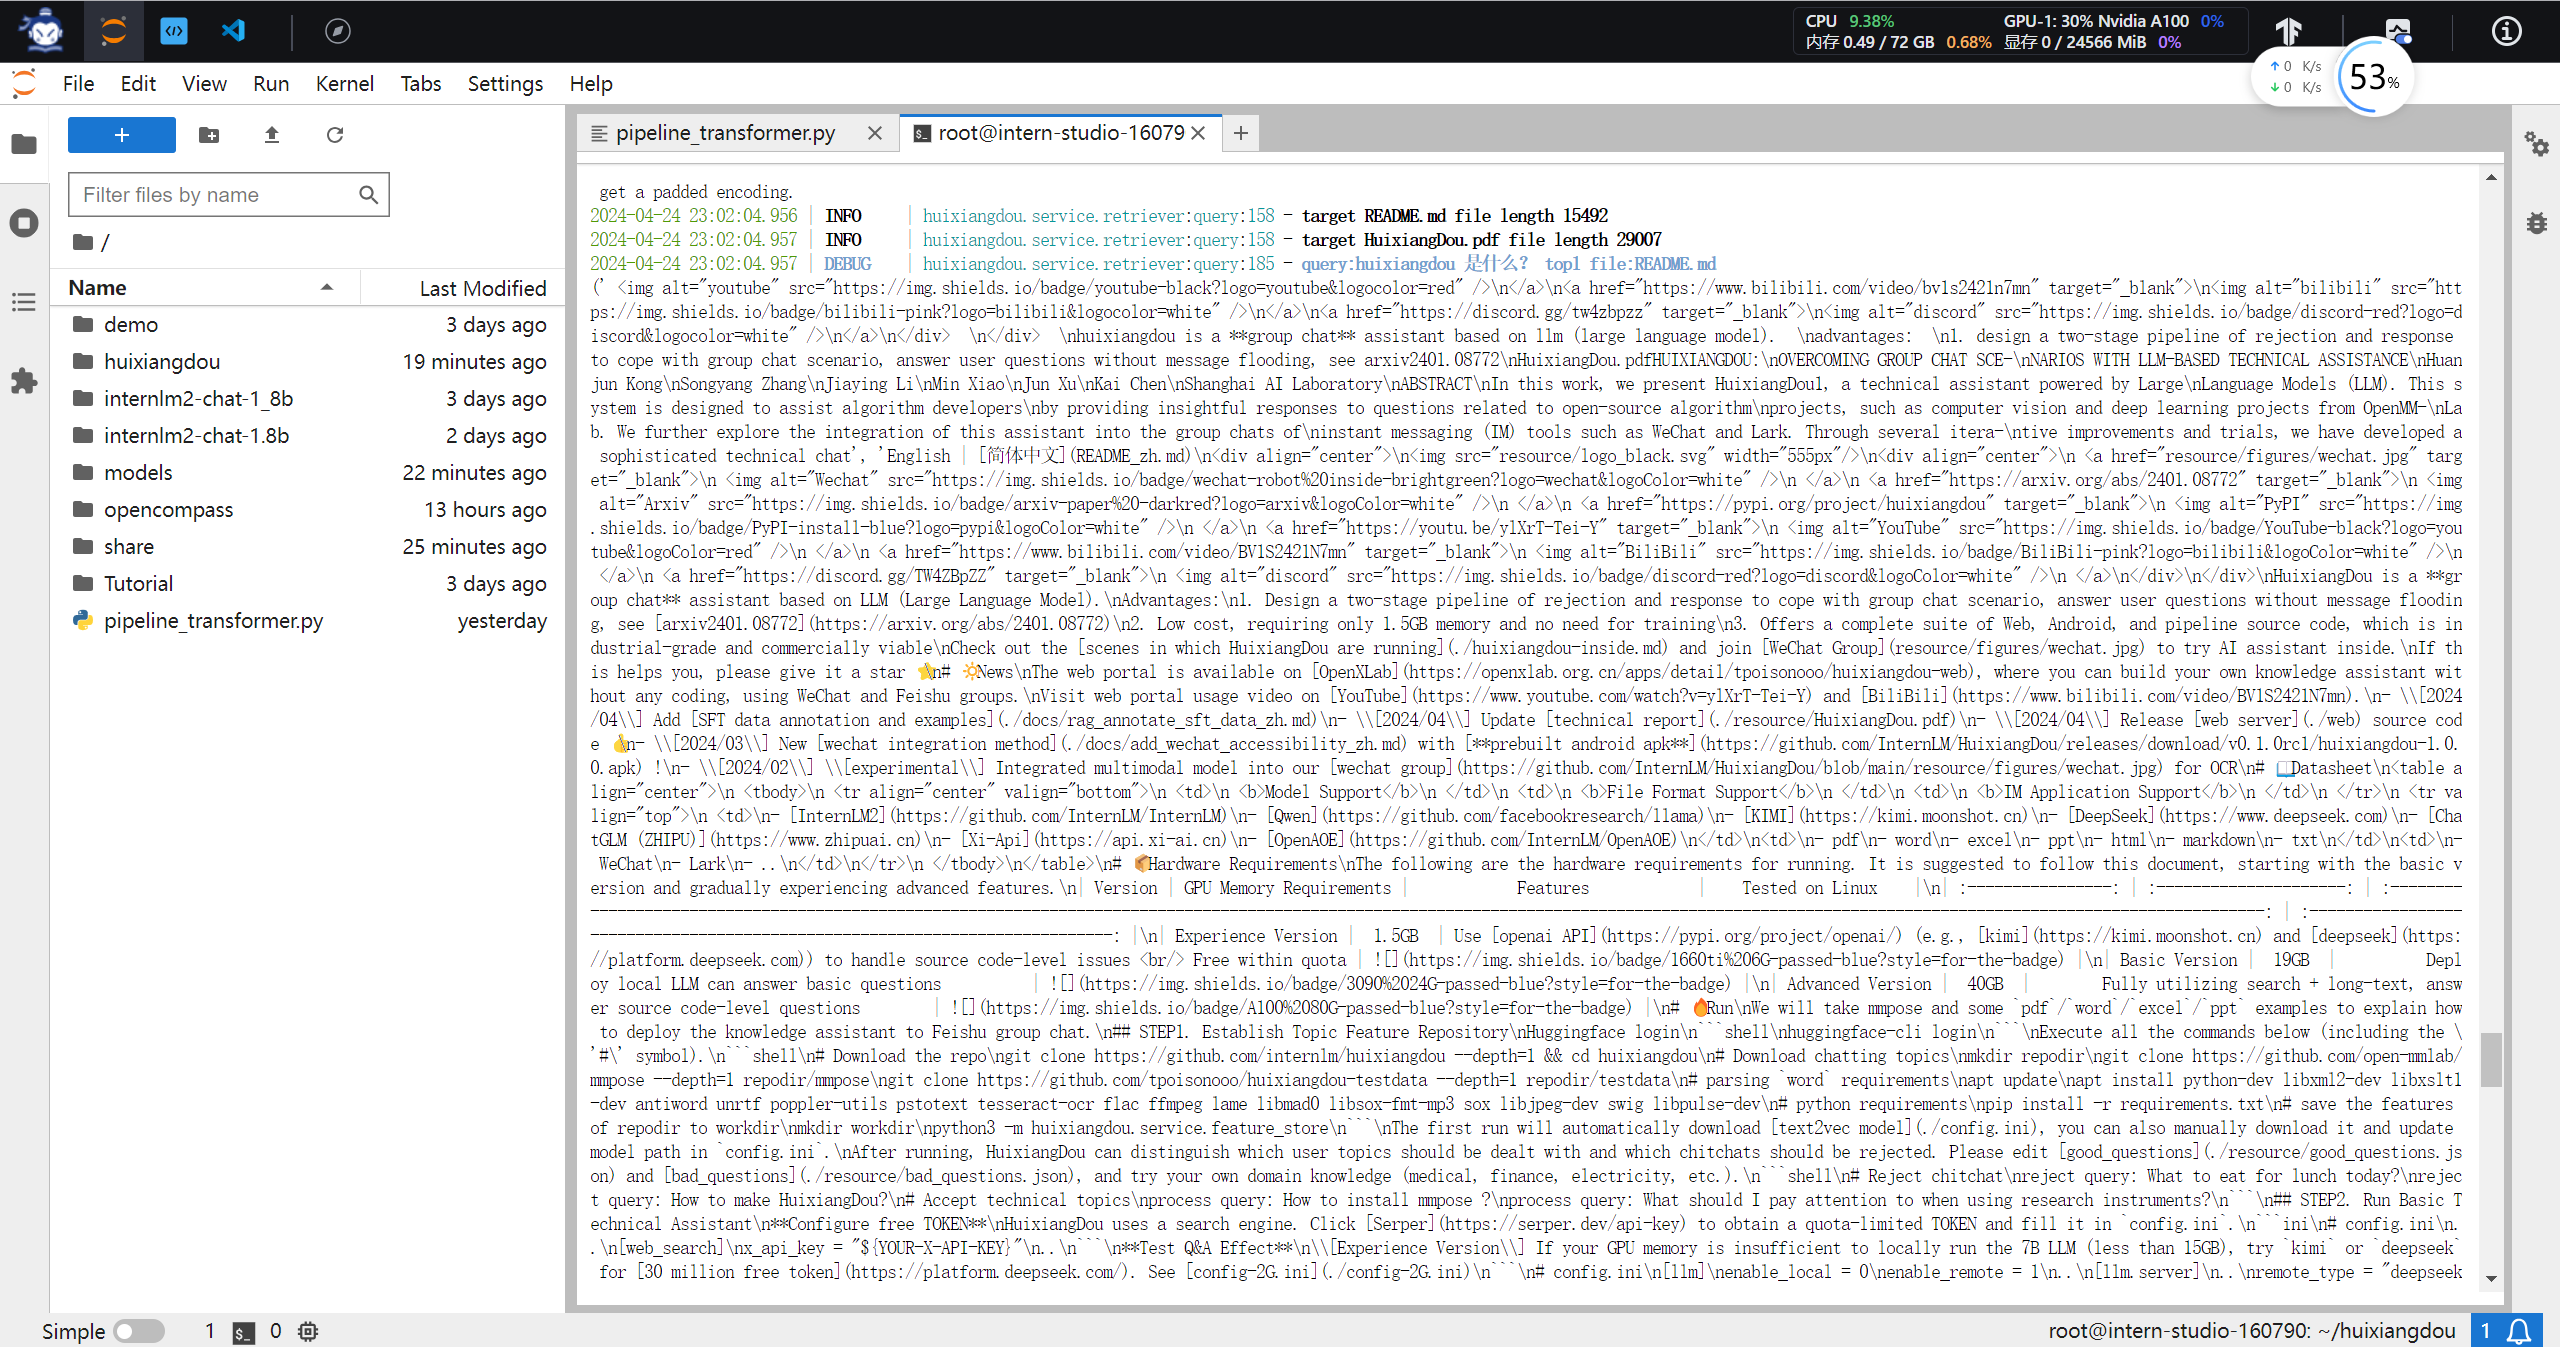 CPU 9.38% GPU-1: 30% Nvidia A100 0%
内存 0.49 / 72 GB 0.68% 显存 0 / 24566 MiB 0%
0 K/s
0 K/s
53%
File Edit View Run Kernel Tabs Settings Help
+
Filter files by name
/
Name Last Modified
demo 3 days ago
huixiangdou 19 minutes ago
internlm2-chat-1_8b 3 days ago
internlm2-chat-1.8b 2 days ago
models 22 minutes ago
opencompass 13 hours ago
share 25 minutes ago
Tutorial 3 days ago
pipeline_transformer.py yesterday
pipeline_transformer.py root@intern-studio-16079
get a padded encoding.
2024-04-24 23:02:04.956 | INFO | huixiangdou.service.retriever:query:158 - target README.md file length 15492
2024-04-24 23:02:04.957 | INFO | huixiangdou.service.retriever:query:158 - target HuixiangDou.pdf file length 29007
2024-04-24 23:02:04.957 | DEBUG | huixiangdou.service.retriever:query:185 - query:huixiangdou 是什么？ top1 file:README.md
(' <img alt="youtube" src="https://img.shields.io/badge/youtube-black?logo=youtube&logocolor=red" />\n</a>\n<a href="https://www.bilibili.com/video/bv1s2421n7mn" target="_blank">\n<img alt="bilibili" src="htt
ps://img.shields.io/badge/bilibili-pink?logo=bilibili&logocolor=white" />\n</a>\n<a href="https://discord.gg/tw4zbpzz" target="_blank">\n<img alt="discord" src="https://img.shields.io/badge/discord-red?logo=d
iscord&logocolor=white" />\n</a>\n</div>  \n</div>  \nhuixiangdou is a **group chat** assistant based on llm (large language model).  \nadvantages:  \n1. design a two-stage pipeline of rejection and response
to cope with group chat scenario, answer user questions without message flooding, see arxiv2401.08772\nHuixiangDou.pdfHUIXIANGDOU:\nOVERCOMING GROUP CHAT SCE-\nNARIOS WITH LLM-BASED TECHNICAL ASSISTANCE\nHuan
jun Kong\nSongyang Zhang\nJiaying Li\nMin Xiao\nJun Xu\nKai Chen\nShanghai AI Laboratory\nABSTRACT\nIn this work, we present HuixiangDou1, a technical assistant powered by Large\nLanguage Models (LLM). This s
ystem is designed to assist algorithm developers\nby providing insightful responses to questions related to open-source algorithm\nprojects, such as computer vision and deep learning projects from OpenMM-\nLa
b. We further explore the integration of this assistant into the group chats of\ninstant messaging (IM) tools such as WeChat and Lark. Through several itera-\ntive improvements and trials, we have developed a
sophisticated technical chat', 'English | [简体中文](README_zh.md)\n<div align="center">\n<img src="resource/logo_black.svg" width="555px"/>\n<div align="center">\n <a href="resource/figures/wechat.jpg" targ
et="_blank">\n <img alt="Wechat" src="https://img.shields.io/badge/wechat-robot%20inside-brightgreen?logo=wechat&logoColor=white" />\n </a>\n <a href="https://arxiv.org/abs/2401.08772" target="_blank">\n <img
alt="Arxiv" src="https://img.shields.io/badge/arxiv-paper%20-darkred?logo=arxiv&logoColor=white" />\n </a>\n <a href="https://pypi.org/project/huixiangdou" target="_blank">\n <img alt="PyPI" src="https://img
.shields.io/badge/PyPI-install-blue?logo=pypi&logoColor=white" />\n </a>\n <a href="https://youtu.be/ylXrT-Tei-Y" target="_blank">\n <img alt="YouTube" src="https://img.shields.io/badge/YouTube-black?logo=you
tube&logoColor=red" />\n </a>\n <a href="https://www.bilibili.com/video/BV1S2421N7mn" target="_blank">\n <img alt="BiliBili" src="https://img.shields.io/badge/BiliBili-pink?logo=bilibili&logoColor=white" />\n
</a>\n <a href="https://discord.gg/TW4ZBpZZ" target="_blank">\n <img alt="discord" src="https://img.shields.io/badge/discord-red?logo=discord&logoColor=white" />\n </a>\n</div>\n</div>\nHuixiangDou is a **gr
oup chat** assistant based on LLM (Large Language Model).\nAdvantages:\n1. Design a two-stage pipeline of rejection and response to cope with group chat scenario, answer user questions without message floodin
g, see [arxiv2401.08772](https://arxiv.org/abs/2401.08772)\n2. Low cost, requiring only 1.5GB memory and no need for training\n3. Offers a complete suite of Web, Android, and pipeline source code, which is in
dustrial-grade and commercially viable\nCheck out the [scenes in which HuixiangDou are running](./huixiangdou-inside.md) and join [WeChat Group](resource/figures/wechat.jpg) to try AI assistant inside.\nIf th
is helps you, please give it a star ⭐\n# 🔆News\nThe web portal is available on [OpenXLab](https://openxlab.org.cn/apps/detail/tpoisonooo/huixiangdou-web), where you can build your own knowledge assistant wit
hout any coding, using WeChat and Feishu groups.\nVisit web portal usage video on [YouTube](https://www.youtube.com/watch?v=ylXrT-Tei-Y) and [BiliBili](https://www.bilibili.com/video/BV1S2421N7mn).\n- \\[2024
/04\\] Add [SFT data annotation and examples](./docs/rag_annotate_sft_data_zh.md)\n- \\[2024/04\\] Update [technical report](./resource/HuixiangDou.pdf)\n- \\[2024/04\\] Release [web server](./web) source cod
e 👍\n- \\[2024/03\\] New [wechat integration method](./docs/add_wechat_accessibility_zh.md) with [**prebuilt android apk**](https://github.com/InternLM/HuixiangDou/releases/download/v0.1.0rc1/huixiangdou-1.0.
0.apk) !\n- \\[2024/02\\] \\[experimental\\] Integrated multimodal model into our [wechat group](https://github.com/InternLM/HuixiangDou/blob/main/resource/figures/wechat.jpg) for OCR\n# 📖Datasheet\n<table a
lign="center">\n <tbody>\n <tr align="center" valign="bottom">\n <td>\n <b>Model Support</b>\n </td>\n <td>\n <b>File Format Support</b>\n </td>\n <td>\n <b>IM Application Support</b>\n </td>\n </tr>\n <tr va
lign="top">\n <td>\n- [InternLM2](https://github.com/InternLM/InternLM)\n- [Qwen](https://github.com/facebookresearch/llama)\n- [KIMI](https://kimi.moonshot.cn)\n- [DeepSeek](https://www.deepseek.com)\n- [Cha
tGLM (ZHIPU)](https://www.zhipuai.cn)\n- [Xi-Api](https://api.xi-ai.cn)\n- [OpenAOE](https://github.com/InternLM/OpenAOE)\n</td>\n<td>\n- pdf\n- word\n- excel\n- ppt\n- html\n- markdown\n- txt\n</td>\n<td>\n-
WeChat\n- Lark\n- ..\n</td>\n</tr>\n </tbody>\n</table>\n# 📦Hardware Requirements\nThe following are the hardware requirements for running. It is suggested to follow this document, starting with the basic v
ersion and gradually experiencing advanced features.\n| Version | GPU Memory Requirements | Features | Tested on Linux |\n| :----------------: | :---------------------: | :--------
----: | :-----------------
----: |\n| Experience Version | 1.5GB | Use [openai API](https://pypi.org/project/openai/) (e.g., [kimi](https://kimi.moonshot.cn) and [deepseek](https:
//platform.deepseek.com)) to handle source code-level issues <br/> Free within quota | ![](https://img.shields.io/badge/1660ti%206G-passed-blue?style=for-the-badge) |\n| Basic Version | 19GB | Depl
oy local LLM can answer basic questions | ![](https://img.shields.io/badge/3090%2024G-passed-blue?style=for-the-badge) |\n| Advanced Version | 40GB | Fully utilizing search + long-text, answ
er source code-level questions | ![](https://img.shields.io/badge/A100%2080G-passed-blue?style=for-the-badge) |\n# 🔥Run\nWe will take mmpose and some `pdf`/`word`/`excel`/`ppt` examples to explain how
to deploy the knowledge assistant to Feishu group chat.\n## STEP1. Establish Topic Feature Repository\nHuggingface login\n```shell\nhuggingface-cli login\n```\nExecute all the commands below (including the \
'#\' symbol).\n```shell\n# Download the repo\ngit clone https://github.com/internlm/huixiangdou --depth=1 && cd huixiangdou\n# Download chatting topics\nmkdir repodir\ngit clone https://github.com/open-mmlab/
mmpose --depth=1 repodir/mmpose\ngit clone https://github.com/tpoisonooo/huixiangdou-testdata --depth=1 repodir/testdata\n# parsing `word` requirements\napt update\napt install python-dev libxml2-dev libxslt1
-dev antiword unrtf poppler-utils pstotext tesseract-ocr flac ffmpeg lame libmad0 libsox-fmt-mp3 sox libjpeg-dev swig libpulse-dev\n# python requirements\npip install -r requirements.txt\n# save the features
of repodir to workdir\nmkdir workdir\npython3 -m huixiangdou.service.feature_store\n```\nThe first run will automatically download [text2vec model](./config.ini), you can also manually download it and update
model path in `config.ini`.\nAfter running, HuixiangDou can distinguish which user topics should be dealt with and which chitchats should be rejected. Please edit [good_questions](./resource/good_questions.js
on) and [bad_questions](./resource/bad_questions.json), and try your own domain knowledge (medical, finance, electricity, etc.).\n```shell\n# Reject chitchat\nreject query: What to eat for lunch today?\nrejec
t query: How to make HuixiangDou?\n# Accept technical topics\nprocess query: How to install mmpose ?\nprocess query: What should I pay attention to when using research instruments?\n```\n## STEP2. Run Basic T
echnical Assistant\n**Configure free TOKEN**\nHuixiangDou uses a search engine. Click [Serper](https://serper.dev/api-key) to obtain a quota-limited TOKEN and fill it in `config.ini`.\n```ini\n# config.ini\n.
.\n[web_search]\nx_api_key = "${YOUR-X-API-KEY}"\n..\n```\n**Test Q&A Effect**\n\\[Experience Version\\] If your GPU memory is insufficient to locally run the 7B LLM (less than 15GB), try `kimi` or `deepseek`
for [30 million free token](https://platform.deepseek.com/). See [config-2G.ini](./config-2G.ini)\n```\n# config.ini\n[llm]\nenable_local = 0\nenable_remote = 1\n..\n[llm.server]\n..\nremote_type = "deepseek
Simple 1 0 root@intern-studio-160790: ~/huixiangdou 1